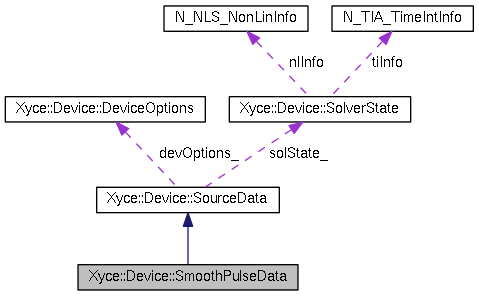 N_NLS_NonLinInfo
N_TIA_TimeIntInfo
nlInfo
tiInfo
Xyce::Device::DeviceOptions
Xyce::Device::SolverState
devOptions_
solState_
Xyce::Device::SourceData
Xyce::Device::SmoothPulseData